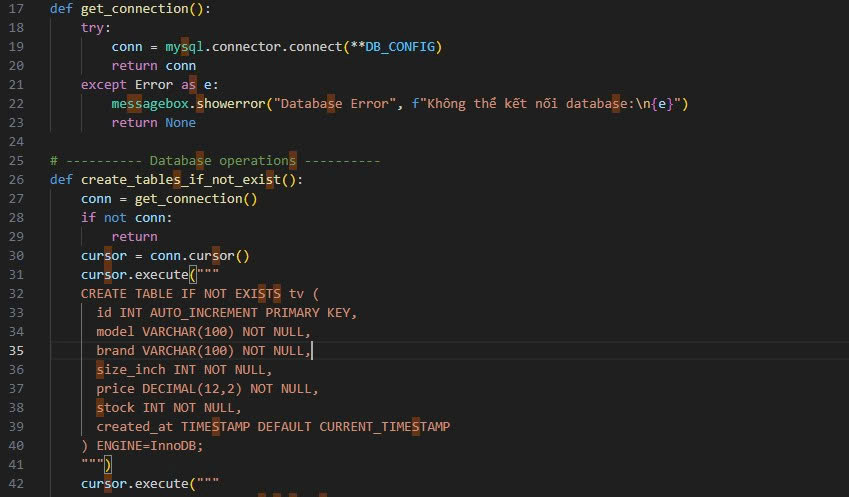 17 def get_connection():
18     try:
19         conn = mysql.connector.connect(**DB_CONFIG)
20         return conn
21     except Error as e:
22         messagebox.showerror("Database Error", f"Không thể kết nối database:\n{e}")
23         return None
24
25 # ---------- Database operations ----------
26 def create_tables_if_not_exist():
27     conn = get_connection()
28     if not conn:
29         return
30     cursor = conn.cursor()
31     cursor.execute("""
32     CREATE TABLE IF NOT EXISTS tv (
33       id INT AUTO_INCREMENT PRIMARY KEY,
34       model VARCHAR(100) NOT NULL,
35       brand VARCHAR(100) NOT NULL,
36       size_inch INT NOT NULL,
37       price DECIMAL(12,2) NOT NULL,
38       stock INT NOT NULL,
39       created_at TIMESTAMP DEFAULT CURRENT_TIMESTAMP
40     ) ENGINE=InnoDB;
41     """)
42     cursor.execute("""